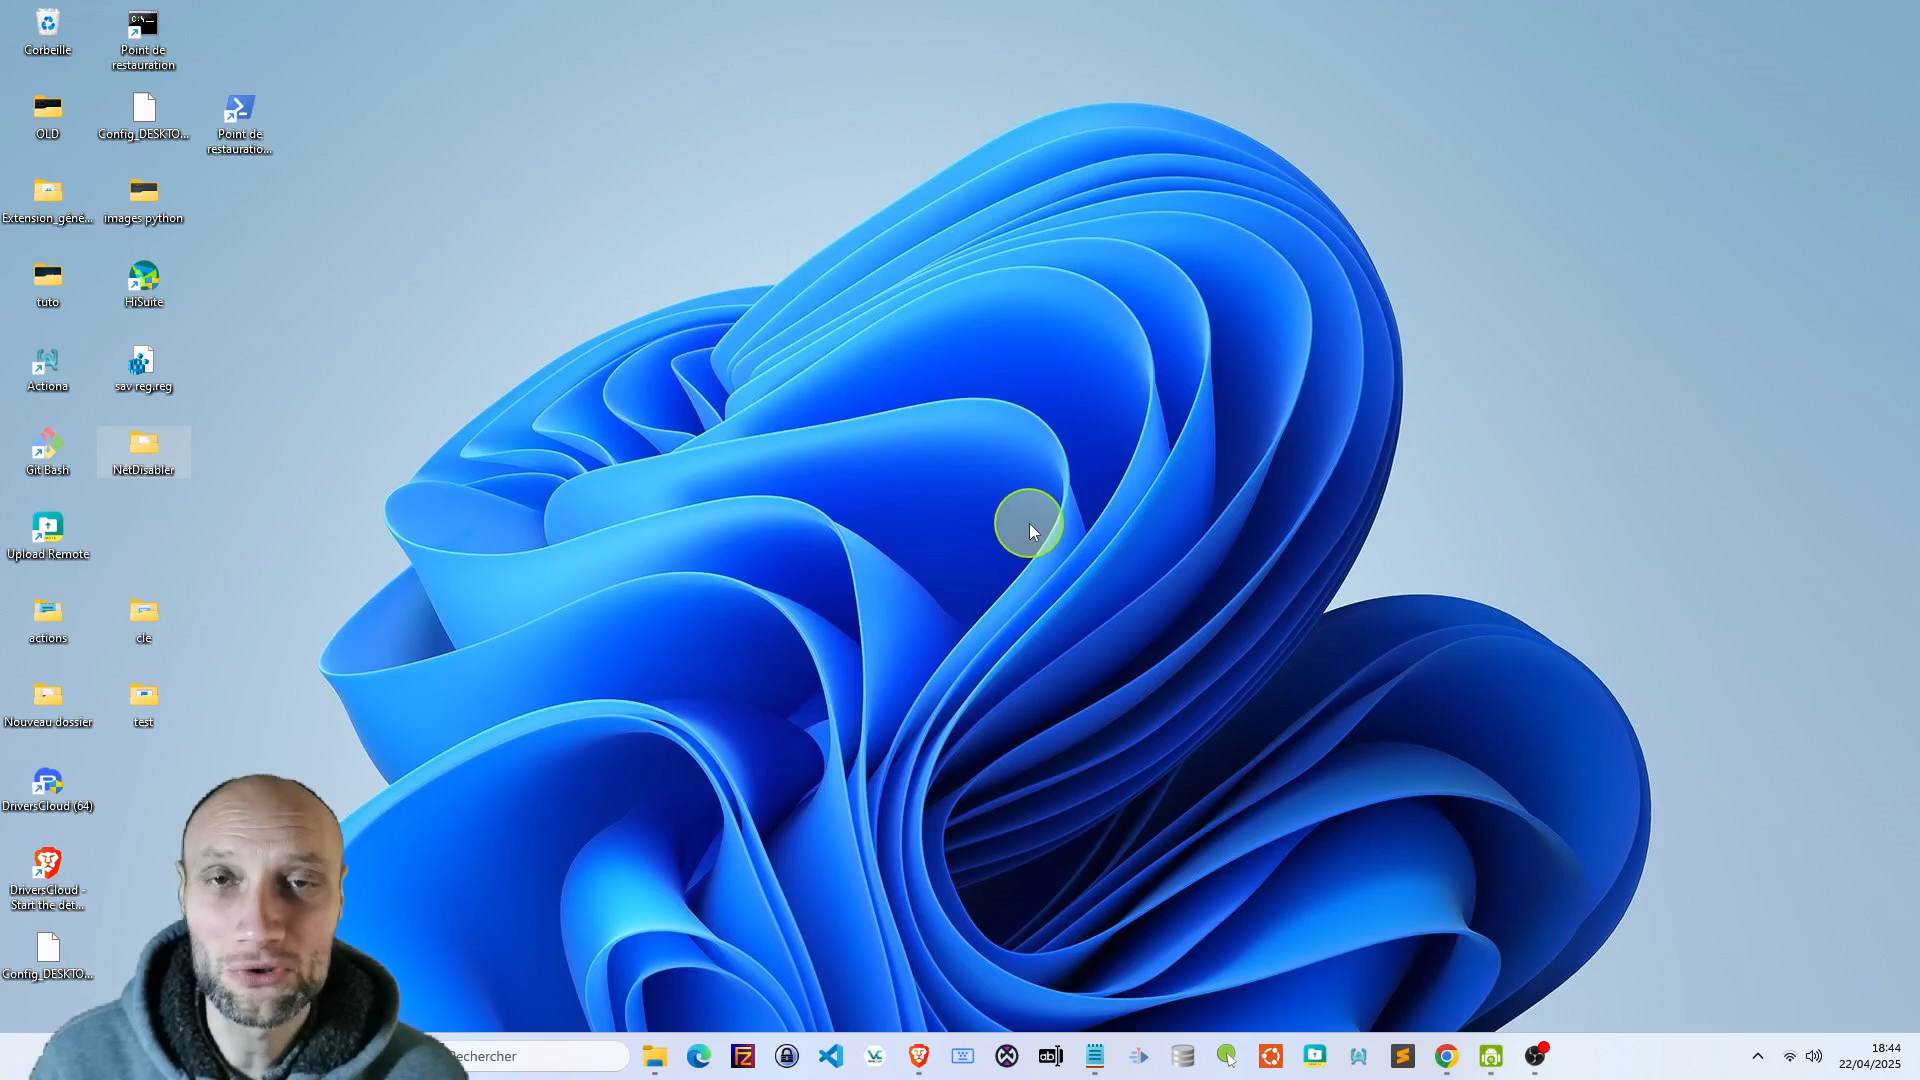 Corbeille
Point de
restauration
OLD
Config_DESKTO...
Point de
restauratio...
Extension_géné...
images python
tuto
HiSuite
Actiona
sav reg.reg
Git Bash
NetDisabler
Upload Remote
actions
cle
Nouveau dossier
test
DriversCloud (64)
DriversCloud -
Start the det...
Config_DESKTO...
Rechercher
18:44
22/04/2025